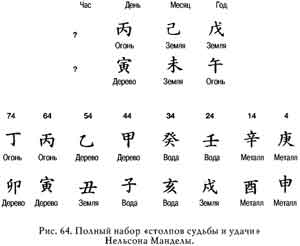 Час День Месяц Год
? 丙 己 戊
Огонь Земля Земля
? 寅 未 午
Дерево Земля Огонь
74 64 54 44 34 24 14 4
丁 丙 乙 甲 癸 壬 辛 庚
Огонь Огонь Дерево Дерево Вода Вода Металл Металл
卯 寅 丑 子 亥 戌 酉 申
Дерево Дерево Земля Вода Вода Земля Металл Металл
Рис. 64. Полный набор «столпов судьбы и удачи»
Нельсона Манделы.